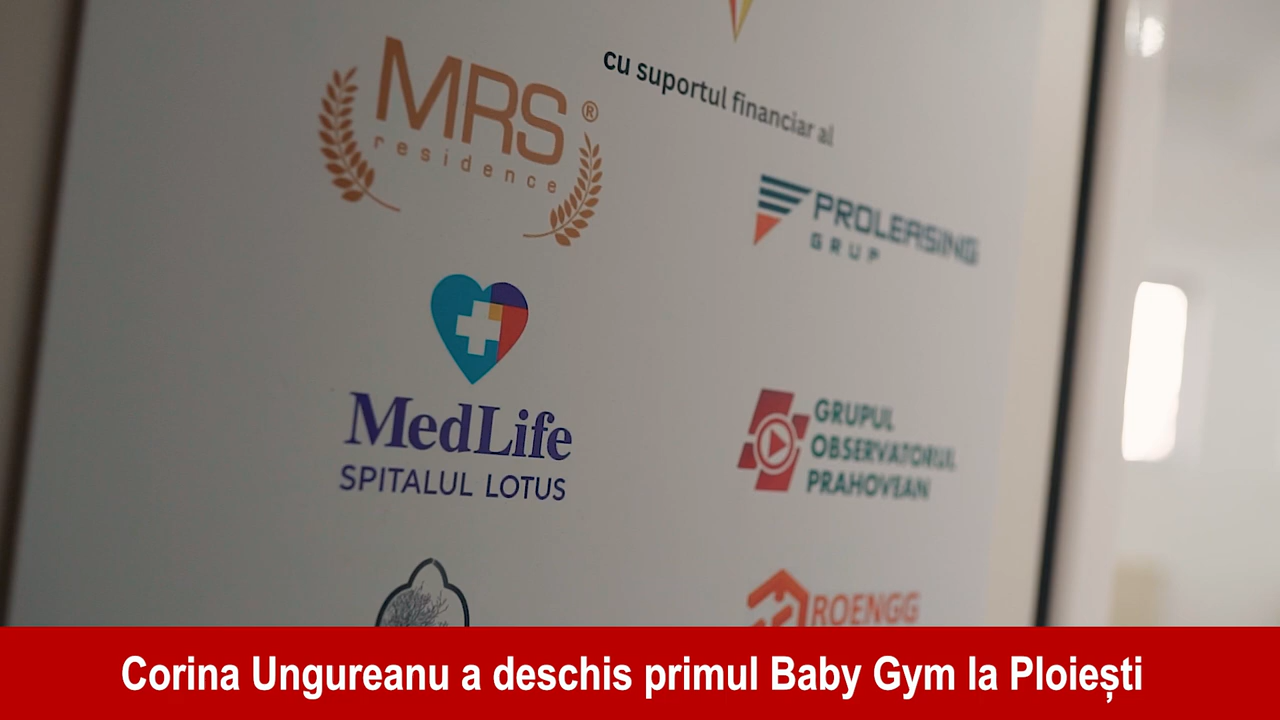 cu suportul financiar al
MRS®
residence
PROLEASING
GRUP
MedLife
SPITALUL LOTUS
GRUPUL
OBSERVATORUL
PRAHOVEAN
ROENGG
Corina Ungureanu a deschis primul Baby Gym la Ploiești